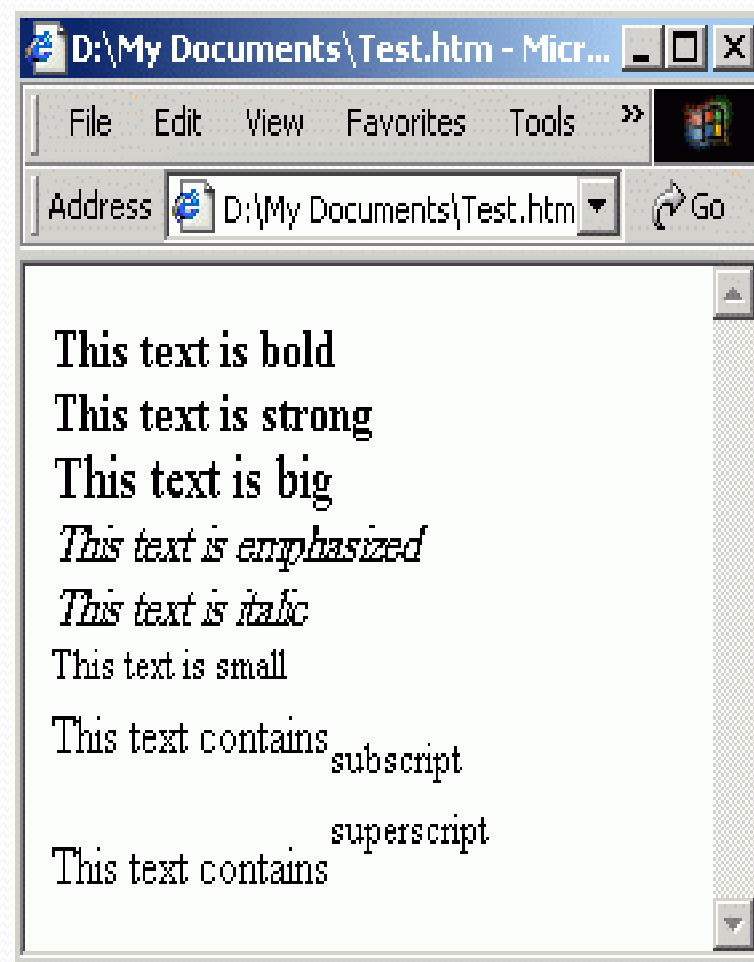 D:\My Documents\Test.htm - Micr...
File Edit View Favorites Tools »
Address D:\My Documents\Test.htm Go
This text is bold
This text is strong
This text is big
This text is emphasized
This text is italic
This text is small
This text contains subscript
This text contains superscript